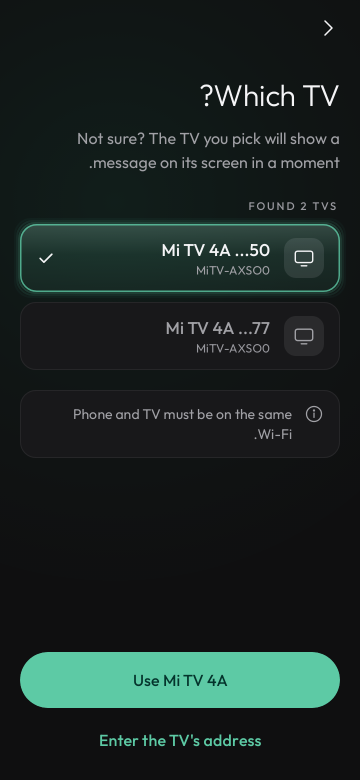 ?Which TV
Not sure? The TV you pick will show a
.message on its screen in a moment
FOUND 2 TVS
Mi TV 4A ...50
MiTV-AXSO0
Mi TV 4A ...77
MiTV-AXSO0
Phone and TV must be on the same
.Wi-Fi
Use Mi TV 4A
Enter the TV's address